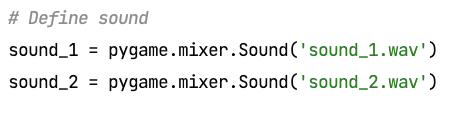 # Define sound
sound_1 = pygame.mixer.Sound('sound_1.wav')
sound_2 = pygame.mixer.Sound('sound_2.wav')